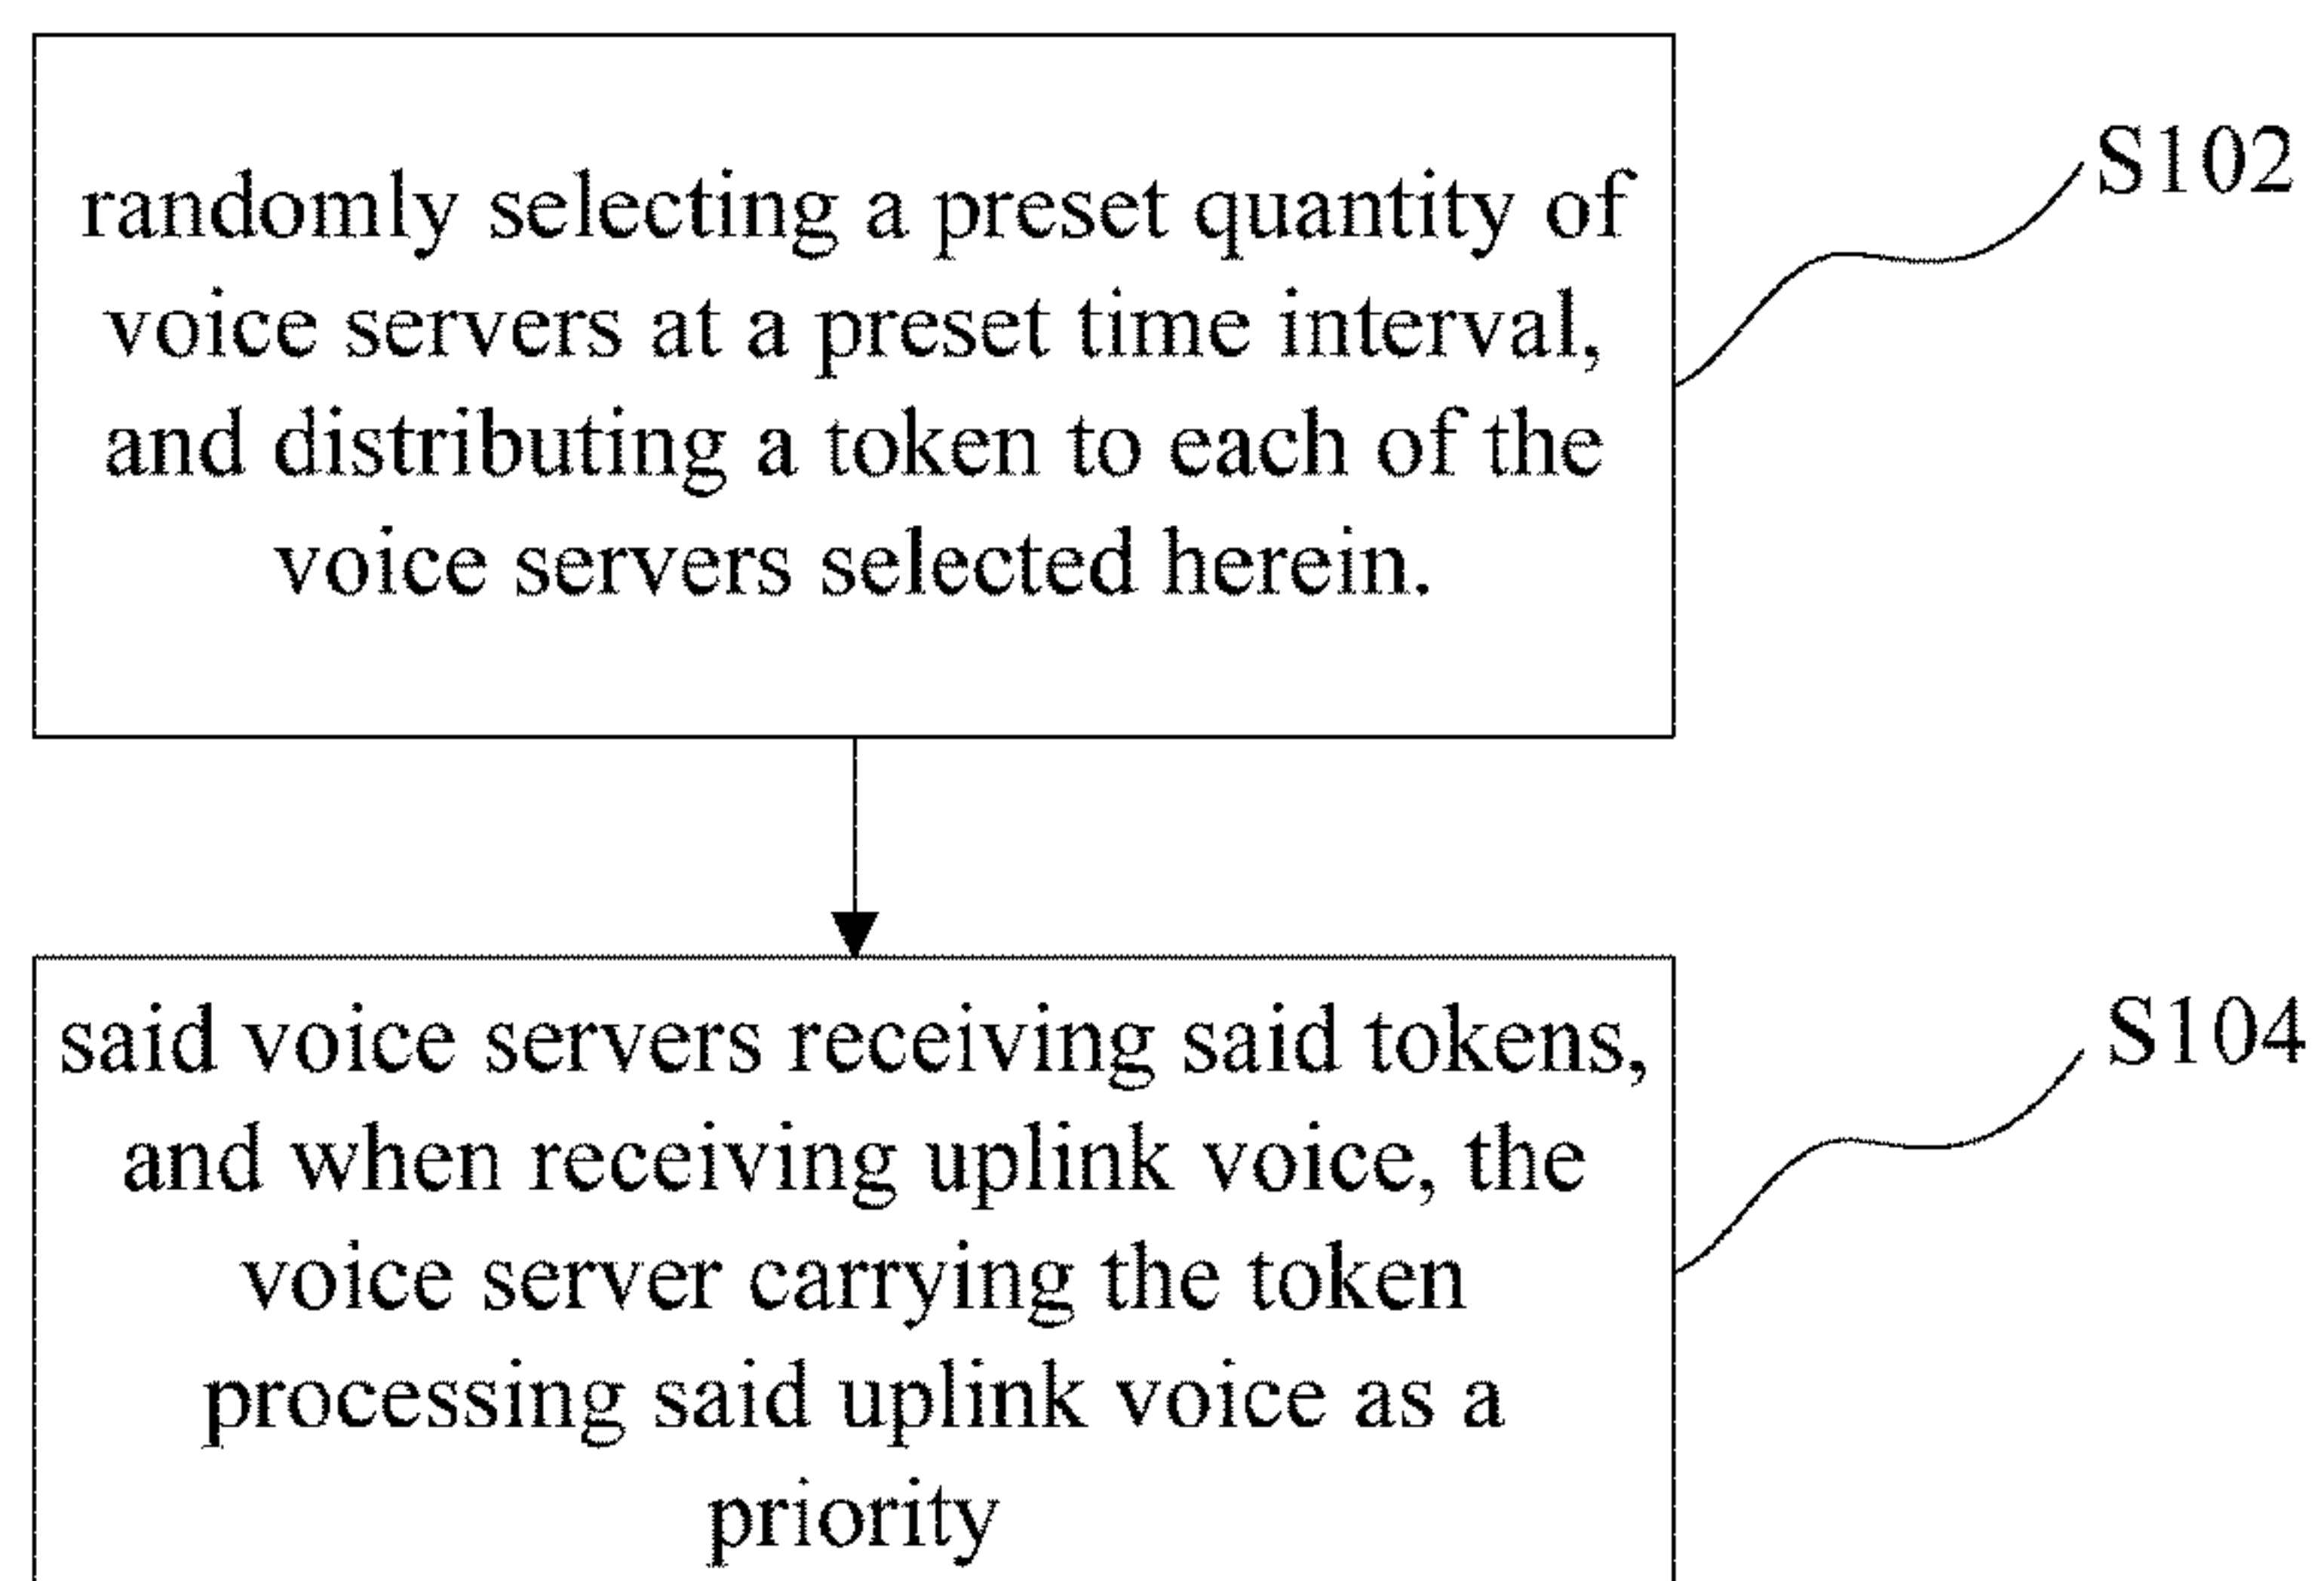 randomly selecting a preset quantity of
voice servers at a preset time interval,
and distributing a token to each of the
voice servers selected herein.
S102
said voice servers receiving said tokens,
and when receiving uplink voice, the
voice server carrying the token
processing said uplink voice as a
priority
S104